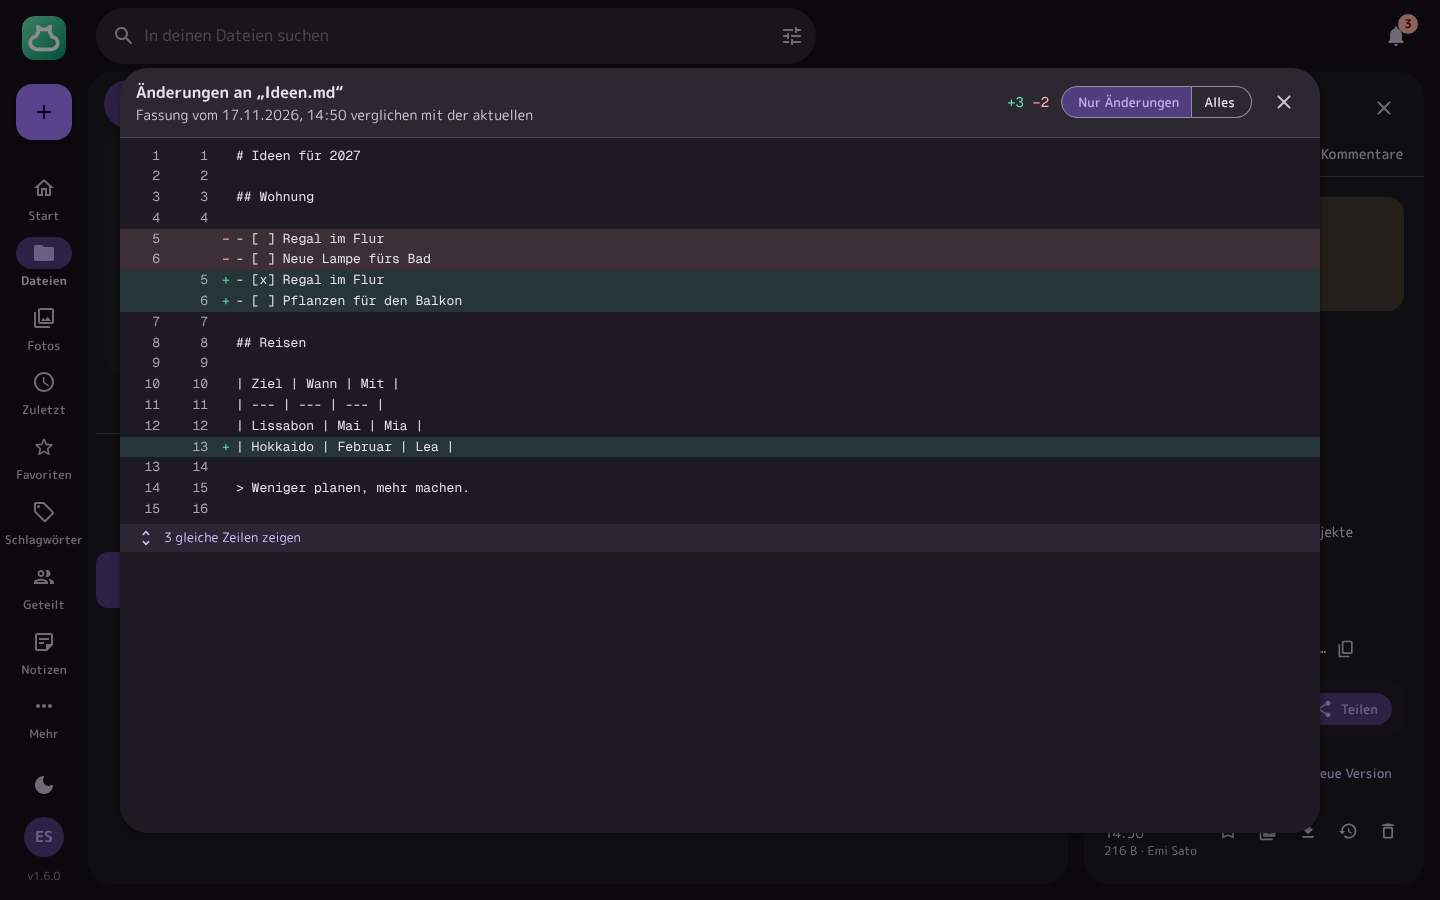 In deinen Dateien suchen
3
Änderungen an „Ideen.md“
Fassung vom 17.11.2026, 14:50 verglichen mit der aktuellen
+3 −2
Nur Änderungen
Alles
Start
Dateien
Fotos
Zuletzt
Favoriten
Schlagwörter
Geteilt
Notizen
Mehr
ES
v1.6.0
1 1 # Ideen für 2027
2 2
3 3 ## Wohnung
4 4
5 − - [ ] Regal im Flur
6 − - [ ] Neue Lampe fürs Bad
5 + - [x] Regal im Flur
6 + - [ ] Pflanzen für den Balkon
7 7
8 8 ## Reisen
9 9
10 10 | Ziel | Wann | Mit |
11 11 | --- | --- | --- |
12 12 | Lissabon | Mai | Mia |
13 + | Hokkaido | Februar | Lea |
13 14
14 15 > Weniger planen, mehr machen.
15 16
3 gleiche Zeilen zeigen
Kommentare
jekte
…
Teilen
eue Version
14:50
216 B · Emi Sato